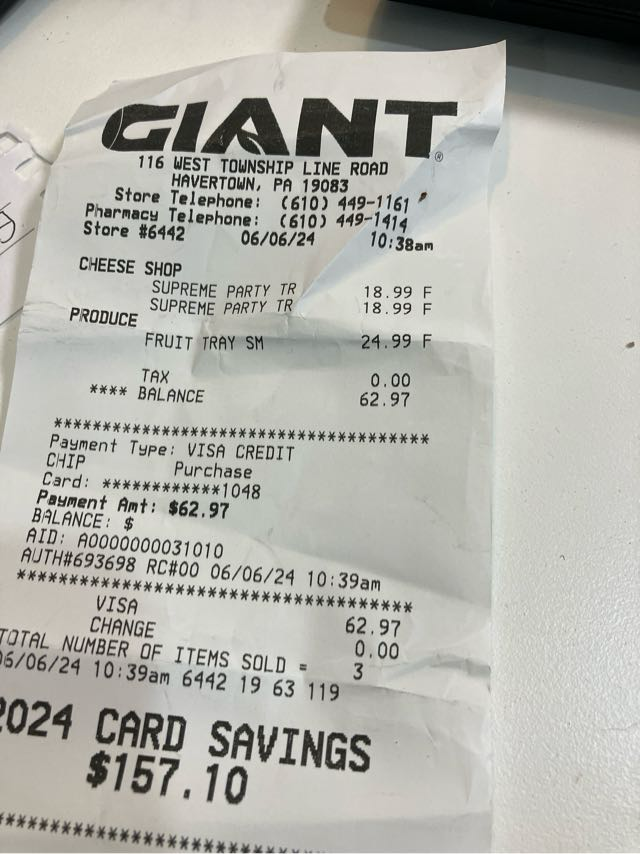 GIANT®
116 WEST TOWNSHIP LINE ROAD
HAVERTOWN, PA 19083
Store Telephone: (610) 449-1161
Pharmacy Telephone: (610) 449-1414
Store #6442 06/06/24 10:38am
CHEESE SHOP
SUPREME PARTY TR 18.99 F
SUPREME PARTY TR 18.99 F
PRODUCE
FRUIT TRAY SM 24.99 F
TAX 0.00
**** BALANCE 62.97
****************************************
Payment Type: VISA CREDIT
CHIP Purchase
Card: ************1048
Payment Amt: $62.97
BALANCE: $
AID: A0000000031010
AUTH#693698 RC#00 06/06/24 10:39am
****************************************
VISA 62.97
CHANGE 0.00
TOTAL NUMBER OF ITEMS SOLD = 3
06/06/24 10:39am 6442 19 63 119
2024 CARD SAVINGS
$157.10
****************************************